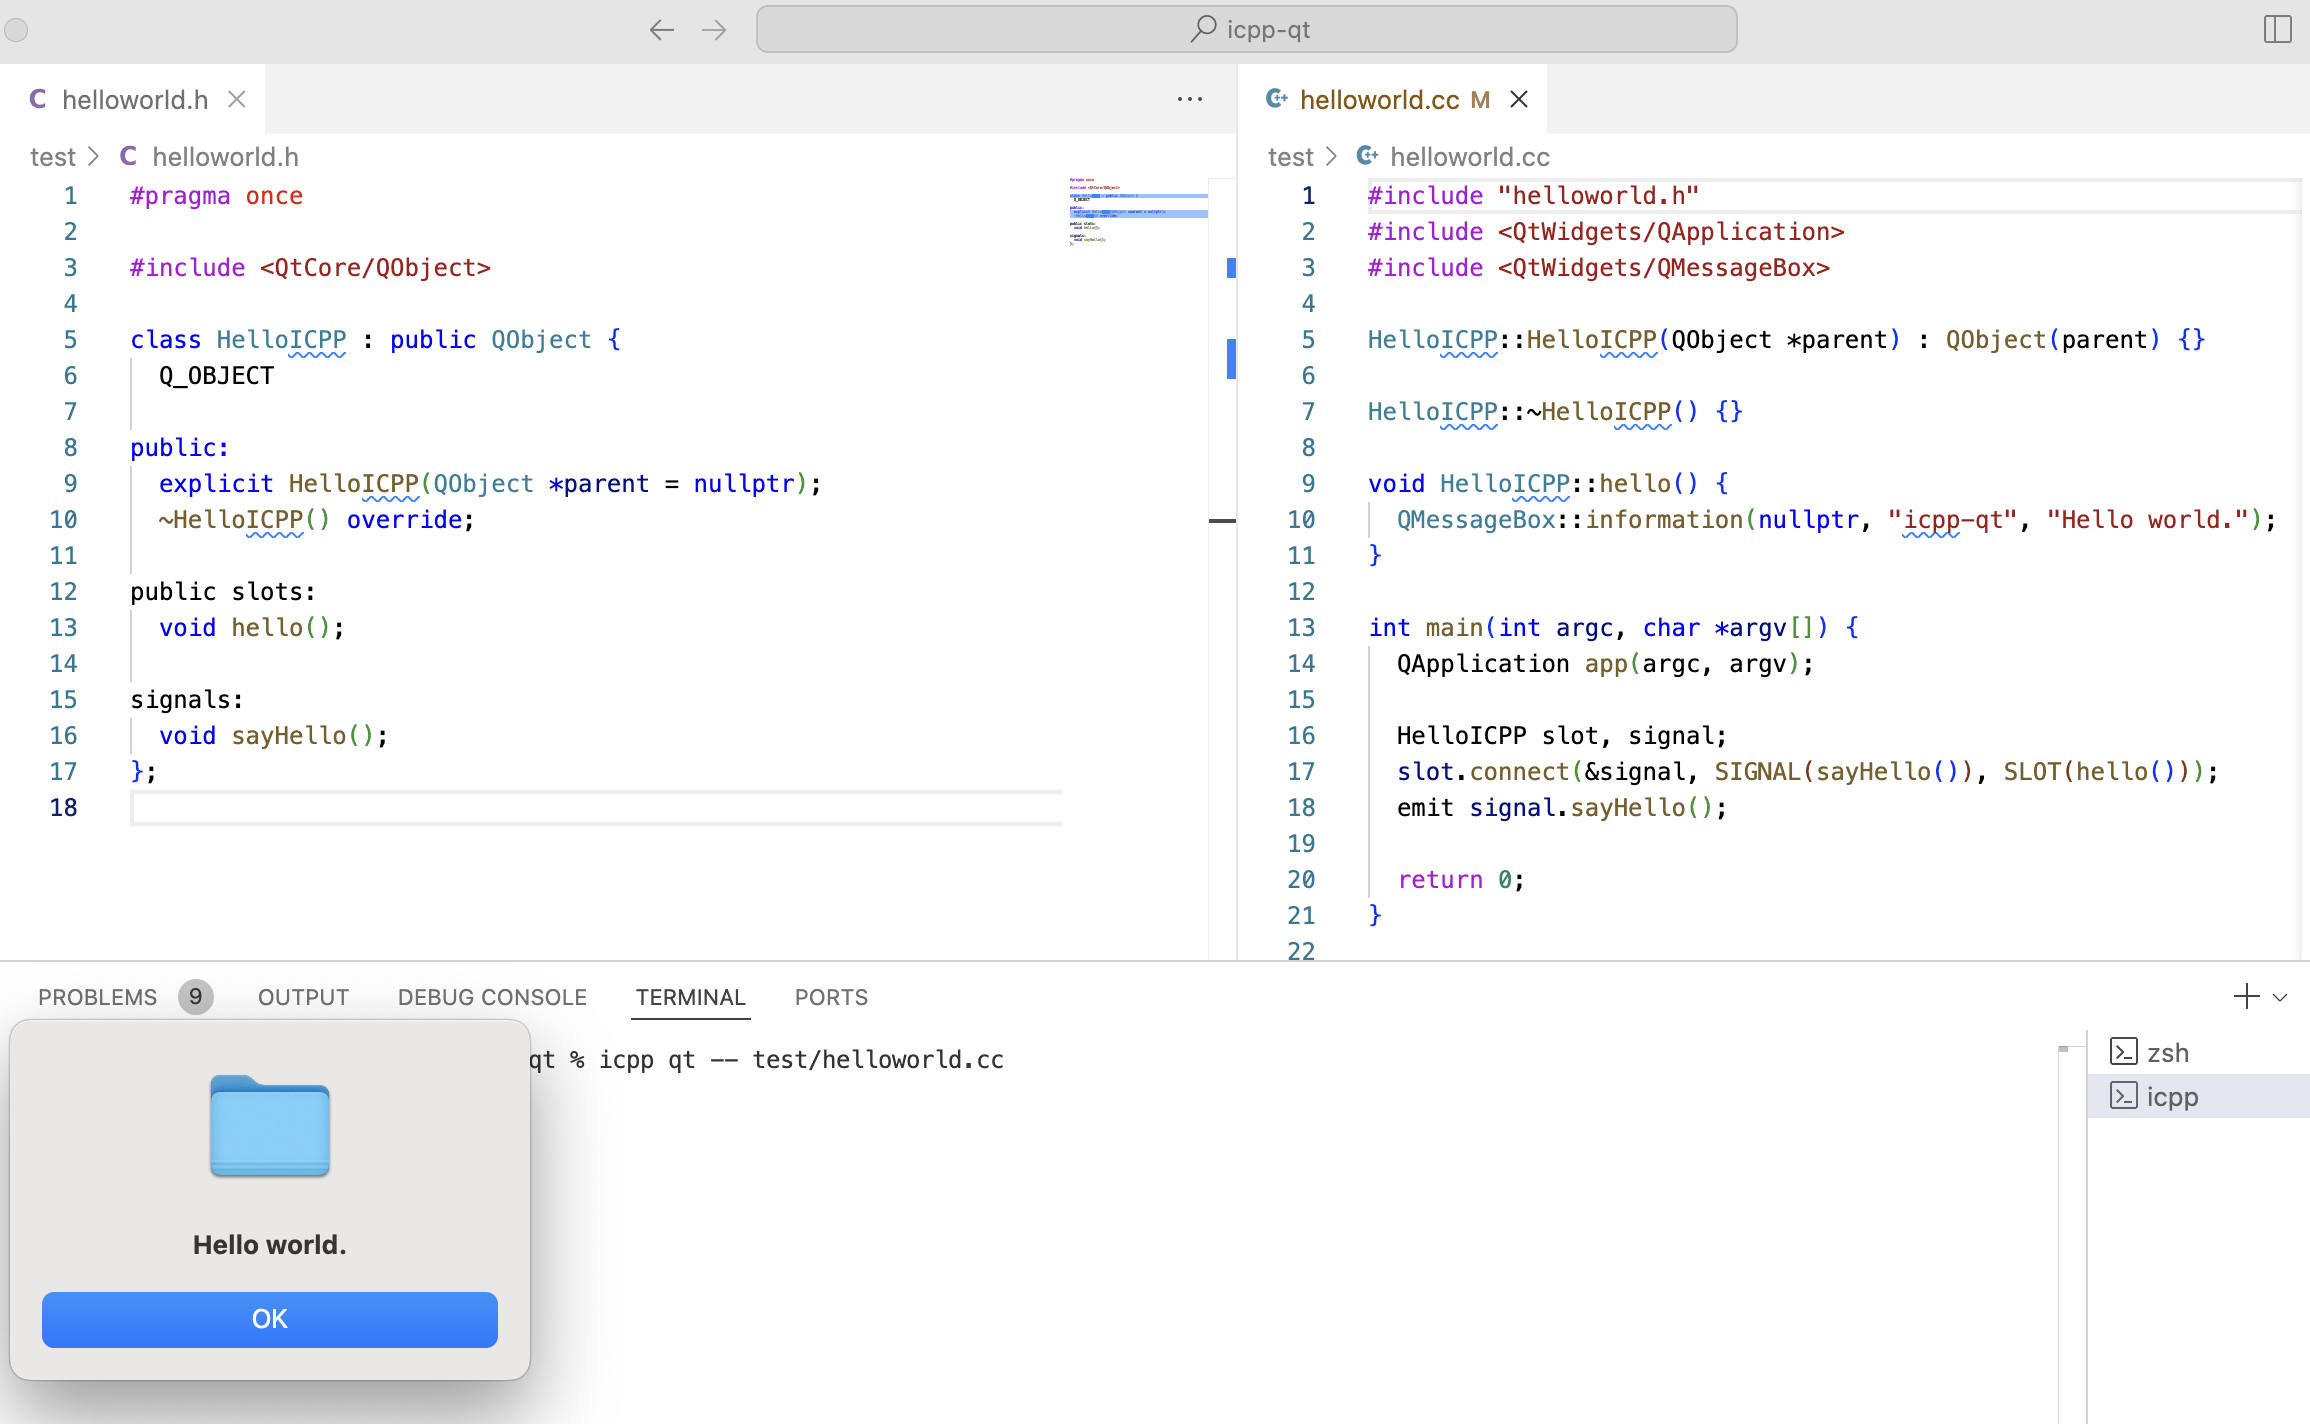 icpp-qt
C helloworld.h
helloworld.cc M
test > C helloworld.h
1 #pragma once
2
3 #include <QtCore/QObject>
4
5 class HelloICPP : public QObject {
6   Q_OBJECT
7
8 public:
9   explicit HelloICPP(QObject *parent = nullptr);
10   ~HelloICPP() override;
11
12 public slots:
13   void hello();
14
15 signals:
16   void sayHello();
17 };
18
test > helloworld.cc
1 #include "helloworld.h"
2 #include <QtWidgets/QApplication>
3 #include <QtWidgets/QMessageBox>
4
5 HelloICPP::HelloICPP(QObject *parent) : QObject(parent) {}
6
7 HelloICPP::~HelloICPP() {}
8
9 void HelloICPP::hello() {
10   QMessageBox::information(nullptr, "icpp-qt", "Hello world.");
11 }
12
13 int main(int argc, char *argv[]) {
14   QApplication app(argc, argv);
15
16   HelloICPP slot, signal;
17   slot.connect(&signal, SIGNAL(sayHello()), SLOT(hello()));
18   emit signal.sayHello();
19
20   return 0;
21 }
22
PROBLEMS 9 OUTPUT DEBUG CONSOLE TERMINAL PORTS
qt % icpp qt -- test/helloworld.cc
zsh
icpp
Hello world.
OK